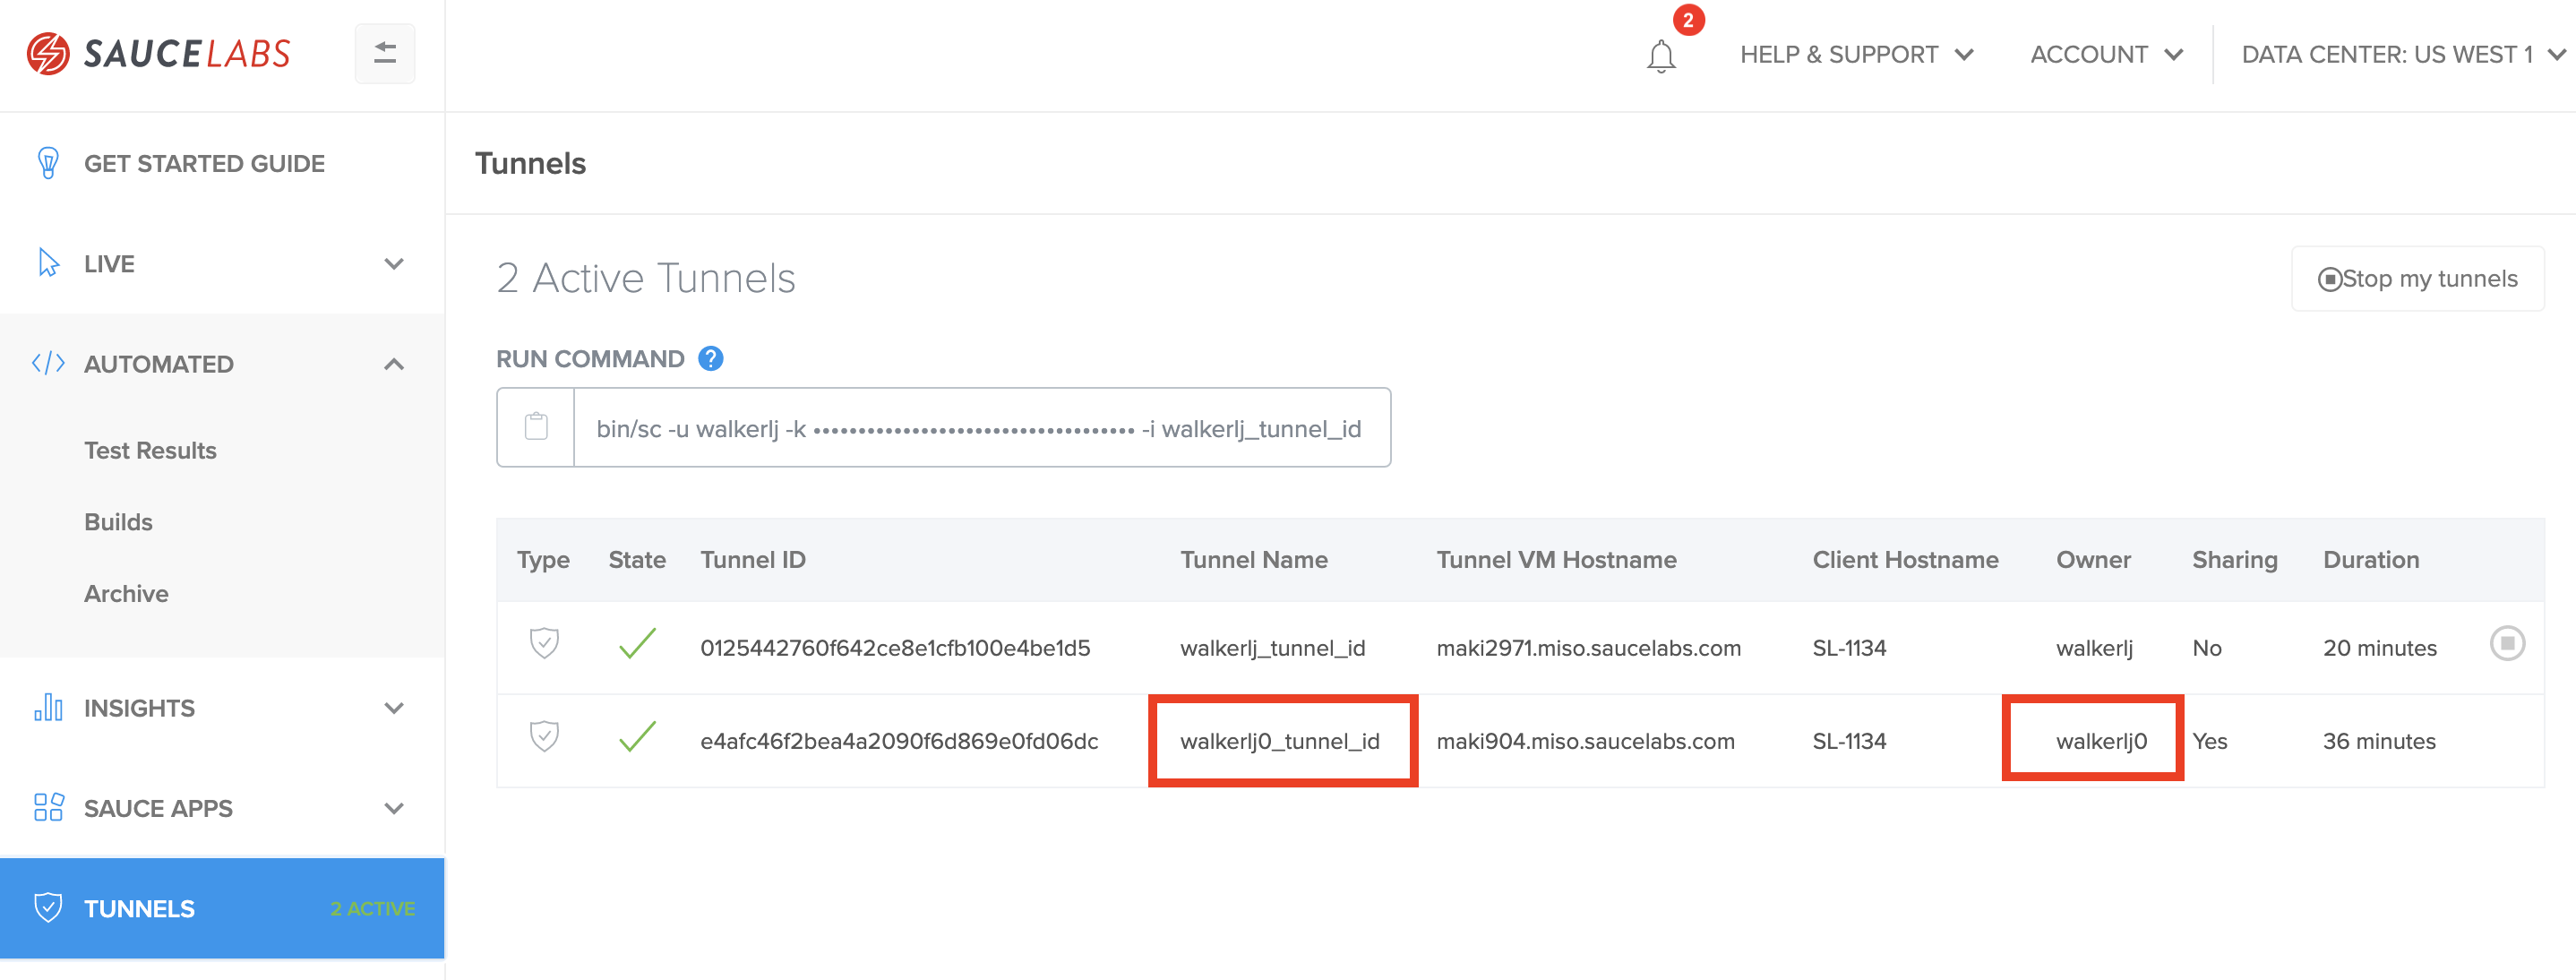 SAUCE LABS
2
HELP & SUPPORT
ACCOUNT
DATA CENTER: US WEST 1
GET STARTED GUIDE
LIVE
AUTOMATED
Test Results
Builds
Archive
INSIGHTS
SAUCE APPS
TUNNELS 2 ACTIVE
Tunnels
2 Active Tunnels
Stop my tunnels
RUN COMMAND ?
bin/sc -u walkerlj -k •••••••••••••••••••••••••••••••••••• -i walkerlj_tunnel_id
Type State Tunnel ID Tunnel Name Tunnel VM Hostname Client Hostname Owner Sharing Duration
0125442760f642ce8e1cfb100e4be1d5 walkerlj_tunnel_id maki2971.miso.saucelabs.com SL-1134 walkerlj No 20 minutes
e4afc46f2bea4a2090f6d869e0fd06dc walkerlj0_tunnel_id maki904.miso.saucelabs.com SL-1134 walkerlj0 Yes 36 minutes